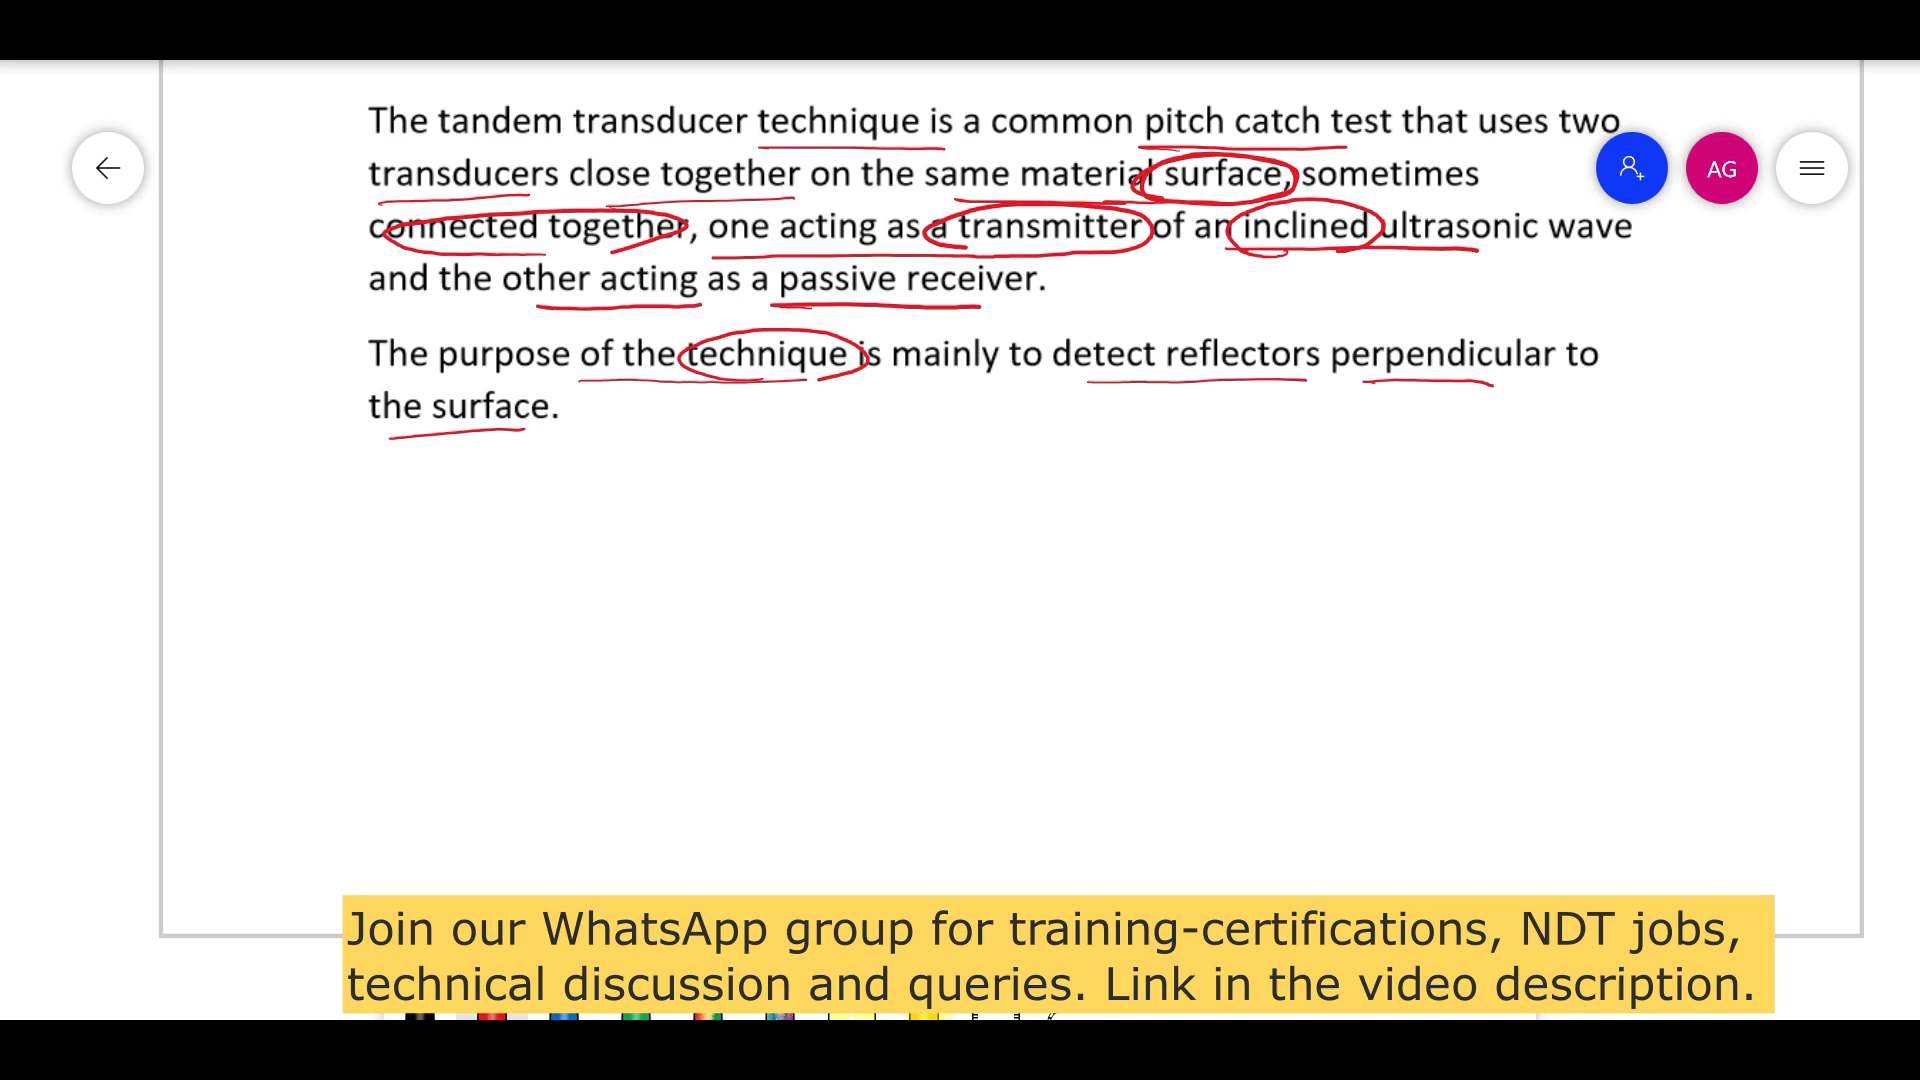 The tandem transducer technique is a common pitch catch test that uses two
transducers close together on the same material surface, sometimes
connected together, one acting as a transmitter of an inclined ultrasonic wave
and the other acting as a passive receiver.
The purpose of the technique is mainly to detect reflectors perpendicular to
the surface.
AG
Join our WhatsApp group for training-certifications, NDT jobs,
technical discussion and queries. Link in the video description.